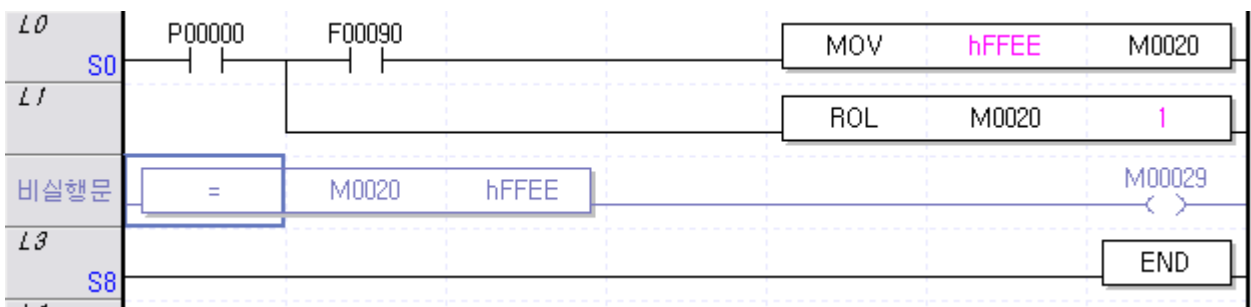 L0 P00000 F00090 MOV hFFEE M0020
S0
L1 ROL M0020 1
비실행문 = M0020 hFFEE M00029
L3 END
S8